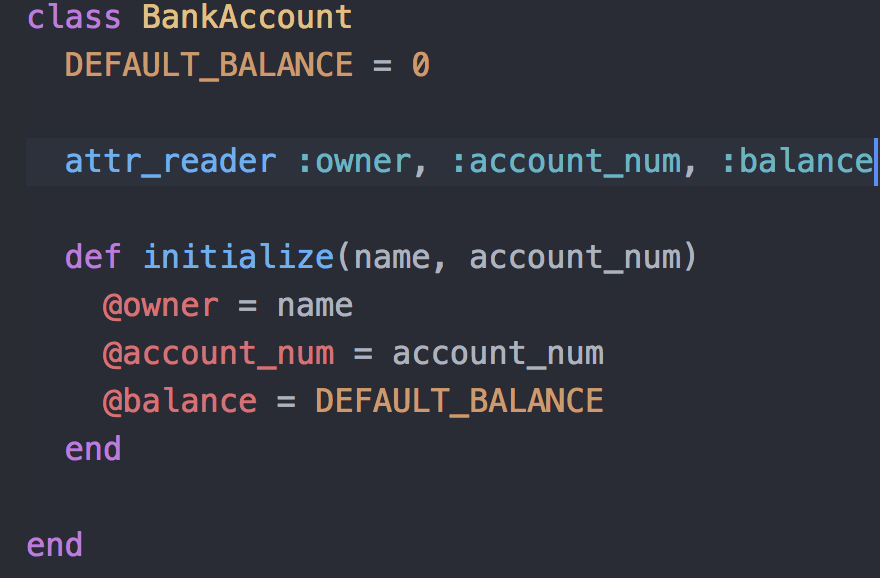 class BankAccount
  DEFAULT_BALANCE = 0
  attr_reader :owner, :account_num, :balance
  def initialize(name, account_num)
    @owner = name
    @account_num = account_num
    @balance = DEFAULT_BALANCE
  end
end